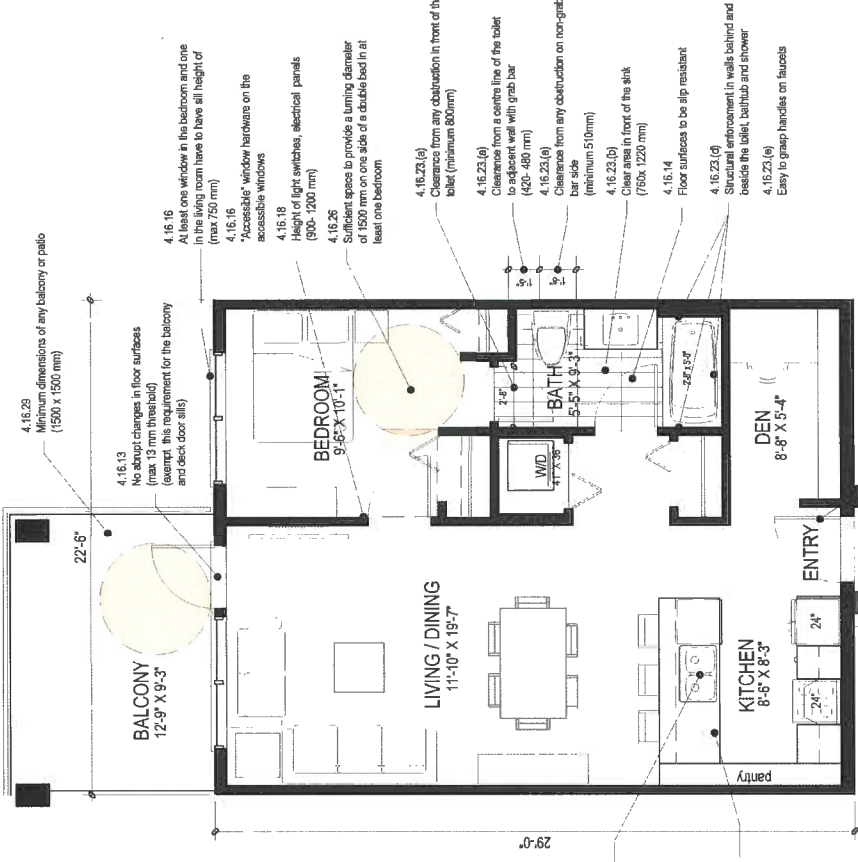 4.16.29
Minimum dimensions of any balcony or patio
(1500 x 1500 mm)
4.16.13
No abrupt changes in floor surfaces
(max 13 mm threshold)
(exempt this requirement for the balcony
and deck door sills)
4.16.16
At least one window in the bedroom and one
in the living room have to have sill height of
(max 750 mm)
4.16.16
"Accessible" window hardware on the
accessible windows
4.16.18
Height of light switches, electrical panels
(900- 1200 mm)
4.16.26
Sufficient space to provide a turning diameter
of 1500 mm on one side of a double bed in at
least one bedroom
4.16.23.(a)
Clearance from any obstruction in front of the
toilet (minimum 800mm)
4.16.23.(a)
Clearance from a centre line of the toilet
to adjacent wall with grab bar
(420- 480 mm)
4.16.23.(a)
Clearance from any obstruction on non-grab
bar side
(minimum 510mm)
4.16.23.(b)
Clear area in front of the sink
(760x 1220 mm)
4.16.14
Floor surfaces to be slip resistant
4.16.23.(d)
Structural enforcement in walls behind and
beside the toilet, bathtub and shower
4.16.23.(e)
Easy to grasp handles on faucets
22'-6"
BALCONY
12'-9" X 9'-3"
BEDROOM
9'-6" X 10'-1"
LIVING / DINING
11'-10" X 19'-7"
2'-8"
BATH
5'-5" X 9'-3"
1'-5"
1'-8"
W/D
41" X 36"
2'-8" x 5'-0"
DEN
8'-8" X 5'-4"
ENTRY
KITCHEN
8'-6" X 8'-3"
24"
24"
pantry
29'-0"